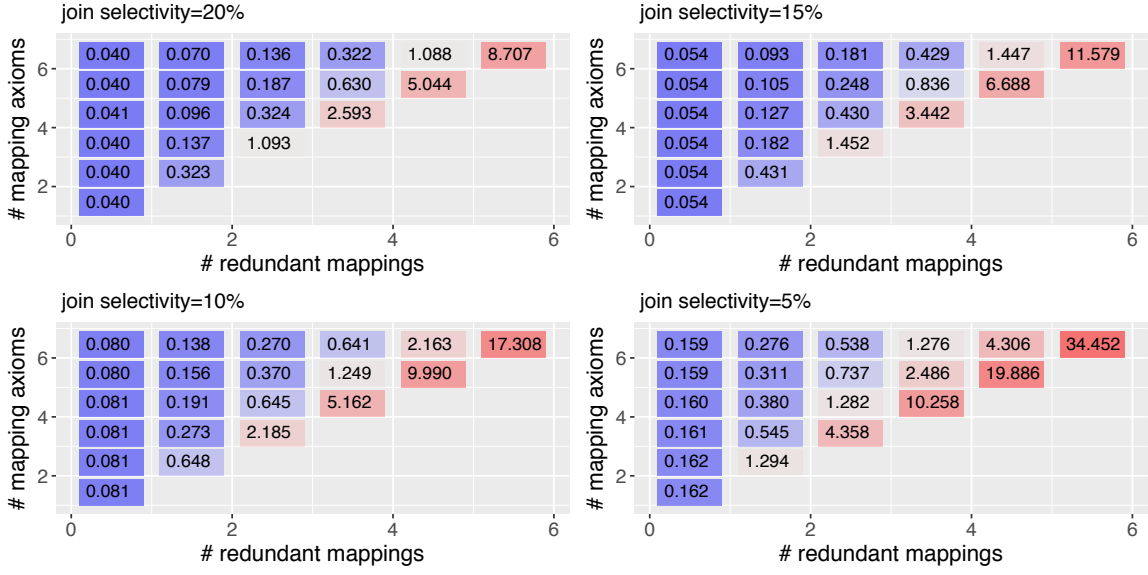 join selectivity=20%
# mapping axioms
6
4
2
0.040 0.070 0.136 0.322 1.088 8.707
0.040 0.079 0.187 0.630 5.044
0.041 0.096 0.324 2.593
0.040 0.137 1.093
0.040 0.323
0.040
0 2 4 6
# redundant mappings
join selectivity=15%
# mapping axioms
6
4
2
0.054 0.093 0.181 0.429 1.447 11.579
0.054 0.105 0.248 0.836 6.688
0.054 0.127 0.430 3.442
0.054 0.182 1.452
0.054 0.431
0.054
0 2 4 6
# redundant mappings
join selectivity=10%
# mapping axioms
6
4
2
0.080 0.138 0.270 0.641 2.163 17.308
0.080 0.156 0.370 1.249 9.990
0.081 0.191 0.645 5.162
0.081 0.273 2.185
0.081 0.648
0.081
0 2 4 6
# redundant mappings
join selectivity=5%
# mapping axioms
6
4
2
0.159 0.276 0.538 1.276 4.306 34.452
0.159 0.311 0.737 2.486 19.886
0.160 0.380 1.282 10.258
0.161 0.545 4.358
0.162 1.294
0.162
0 2 4 6
# redundant mappings